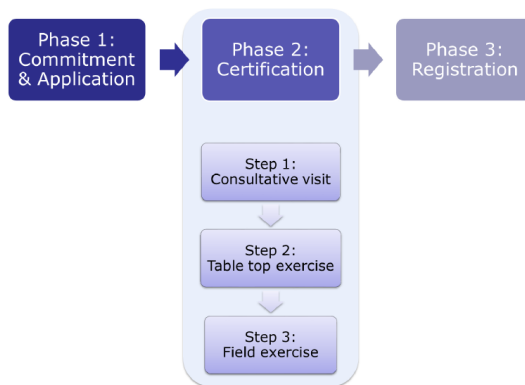 Phase 1:
Commitment
& Application
Phase 2:
Certification
Phase 3:
Registration
Step 1:
Consultative visit
Step 2:
Table top exercise
Step 3:
Field exercise